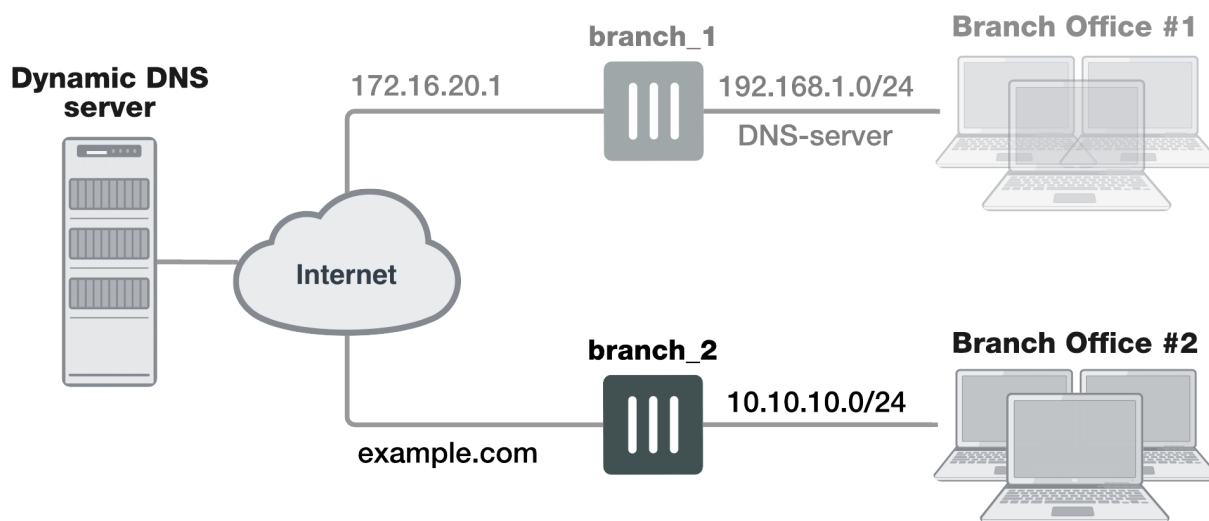 branch_1
Branch Office #1
Dynamic DNS
server
172.16.20.1
192.168.1.0/24
DNS-server
Internet
branch_2
Branch Office #2
10.10.10.0/24
example.com